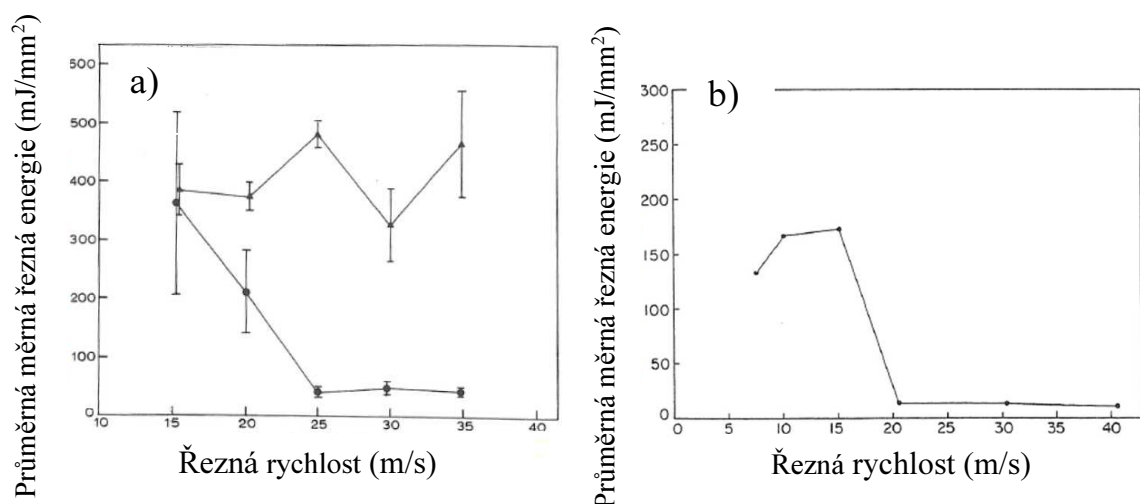 Průměrná měrná řezná energie (mJ/mm²)
a)
600
500
400
300
200
100
0
10 15 20 25 30 35 40
Řezná rychlost (m/s)
Průměrná měrná řezná energie (mJ/mm²)
b)
300
250
200
150
100
50
0
0 5 10 15 20 25 30 35 40
Řezná rychlost (m/s)